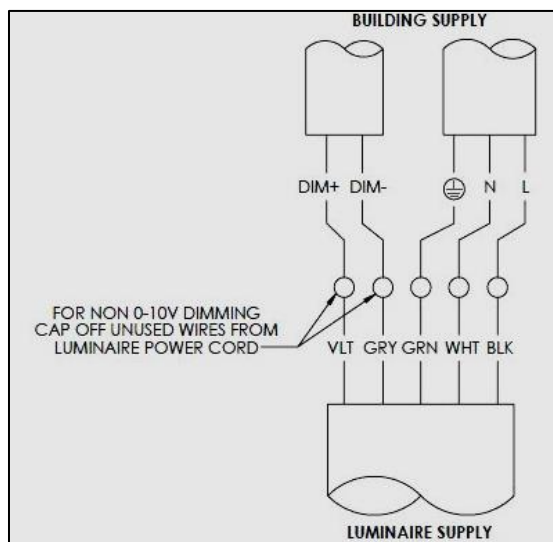 BUILDING SUPPLY
DIM+ DIM- N L
FOR NON 0-10V DIMMING
CAP OFF UNUSED WIRES FROM
LUMINAIRE POWER CORD
VLT GRY GRN WHT BLK
LUMINAIRE SUPPLY